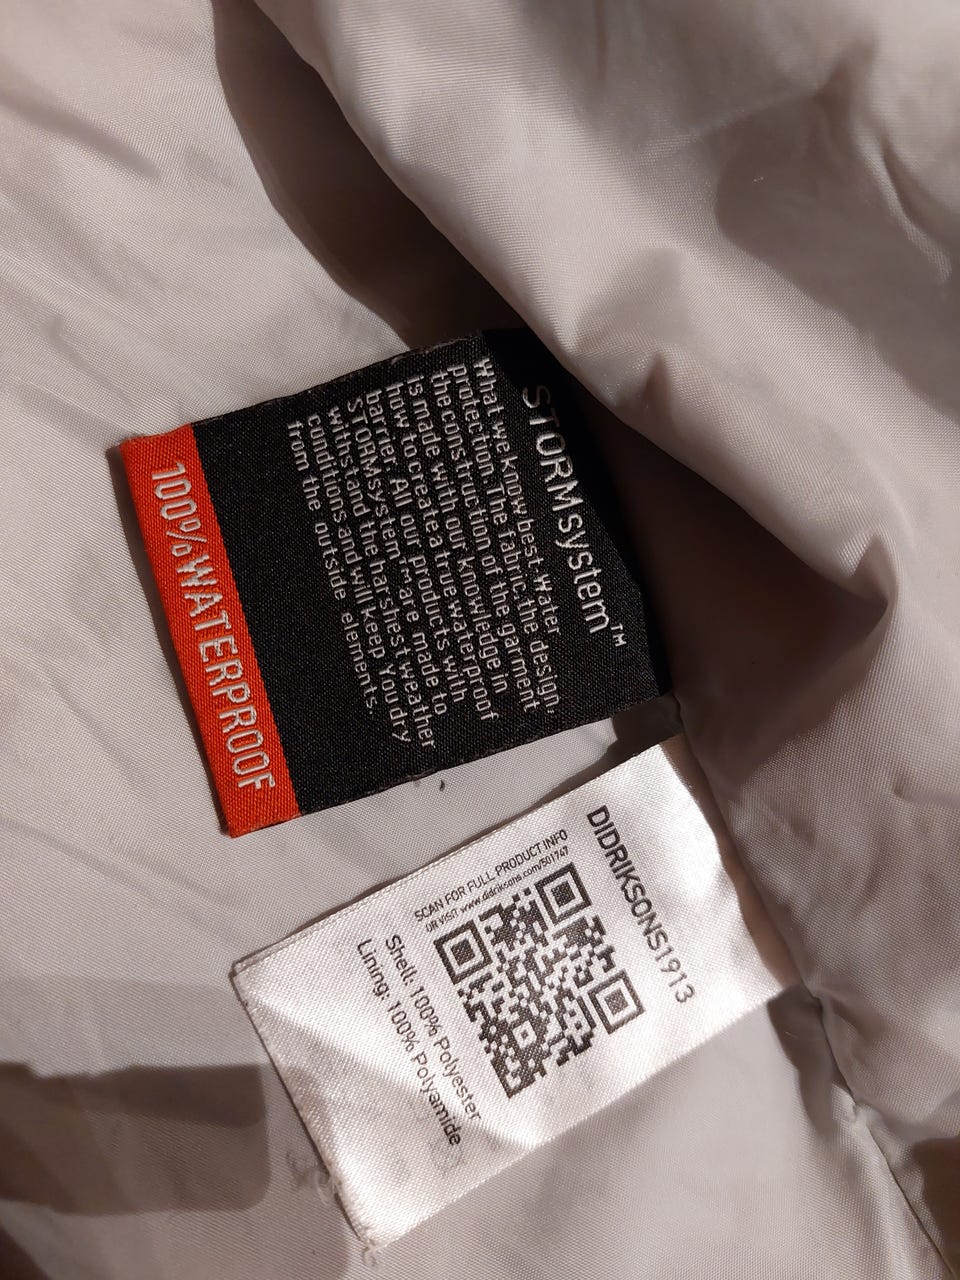 STORMsystem™
What we know best. Water
protection. The fabric, the design,
the construction of the garment
is made with our knowledge in
how to create a true waterproof
barrier. All our products with
STORMsystem™ are made to
withstand the harshest weather
conditions and will keep You dry
from the outside elements.
100% WATERPROOF
DIDRIKSONS1913
SCAN FOR FULL PRODUCT INFO
OR VISIT www.didriksons.com/501747
Shell: 100% Polyester
Lining: 100% Polyamide